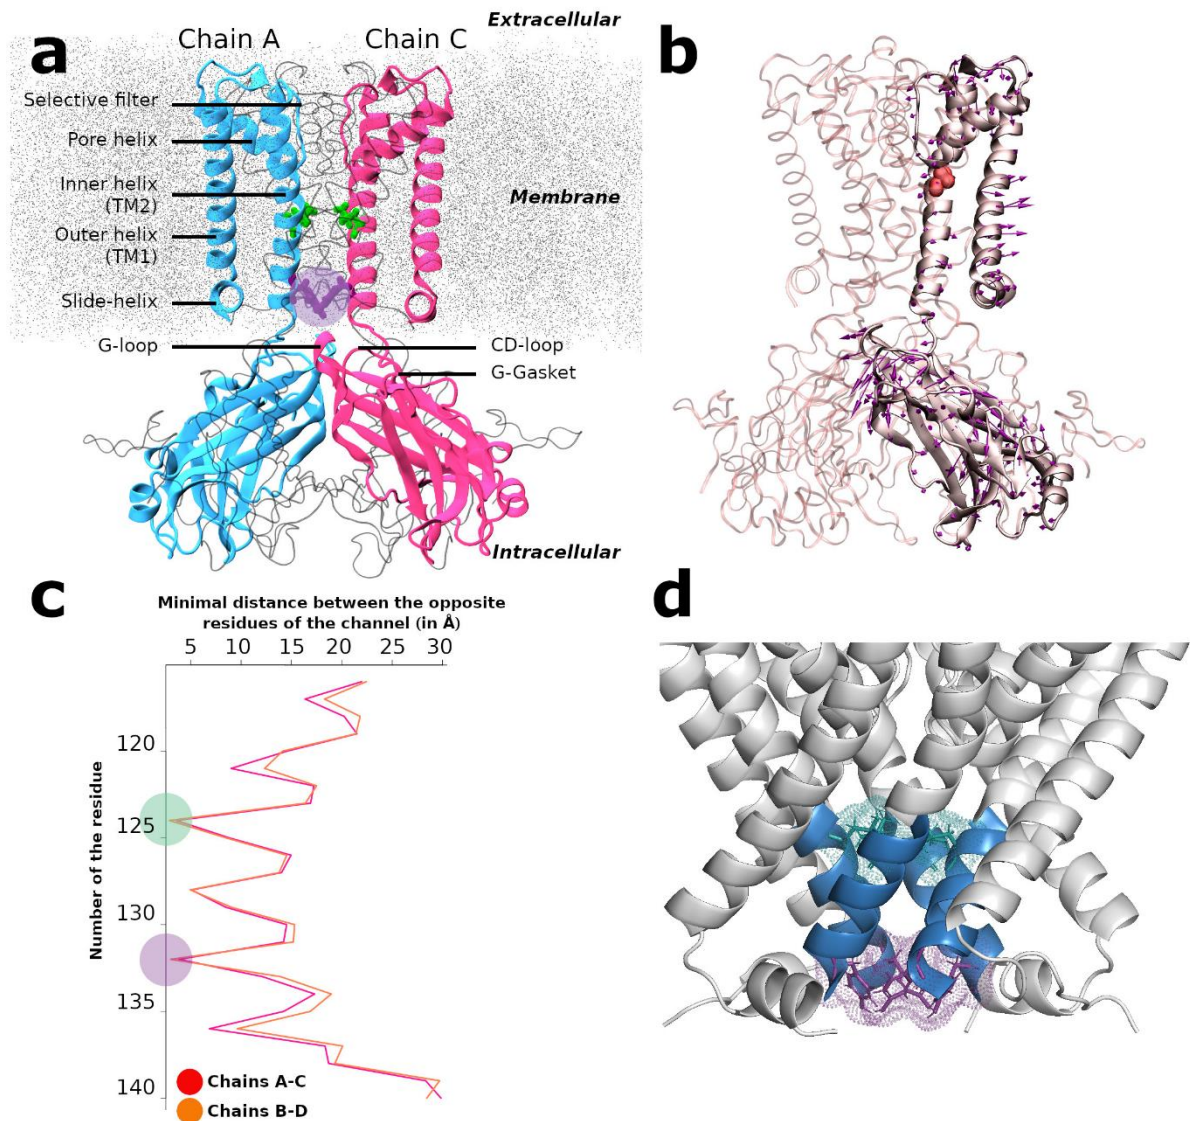 a
Extracellular
Chain A
Chain C
Selective filter
Pore helix
Inner helix
(TM2)
Outer helix
(TM1)
Slide-helix
G-loop
Membrane
CD-loop
G-Gasket
Intracellular
b
c
Minimal distance between the opposite
residues of the channel (in Å)
5 10 15 20 25 30
Number of the residue
120
125
130
135
140
Chains A-C
Chains B-D
d